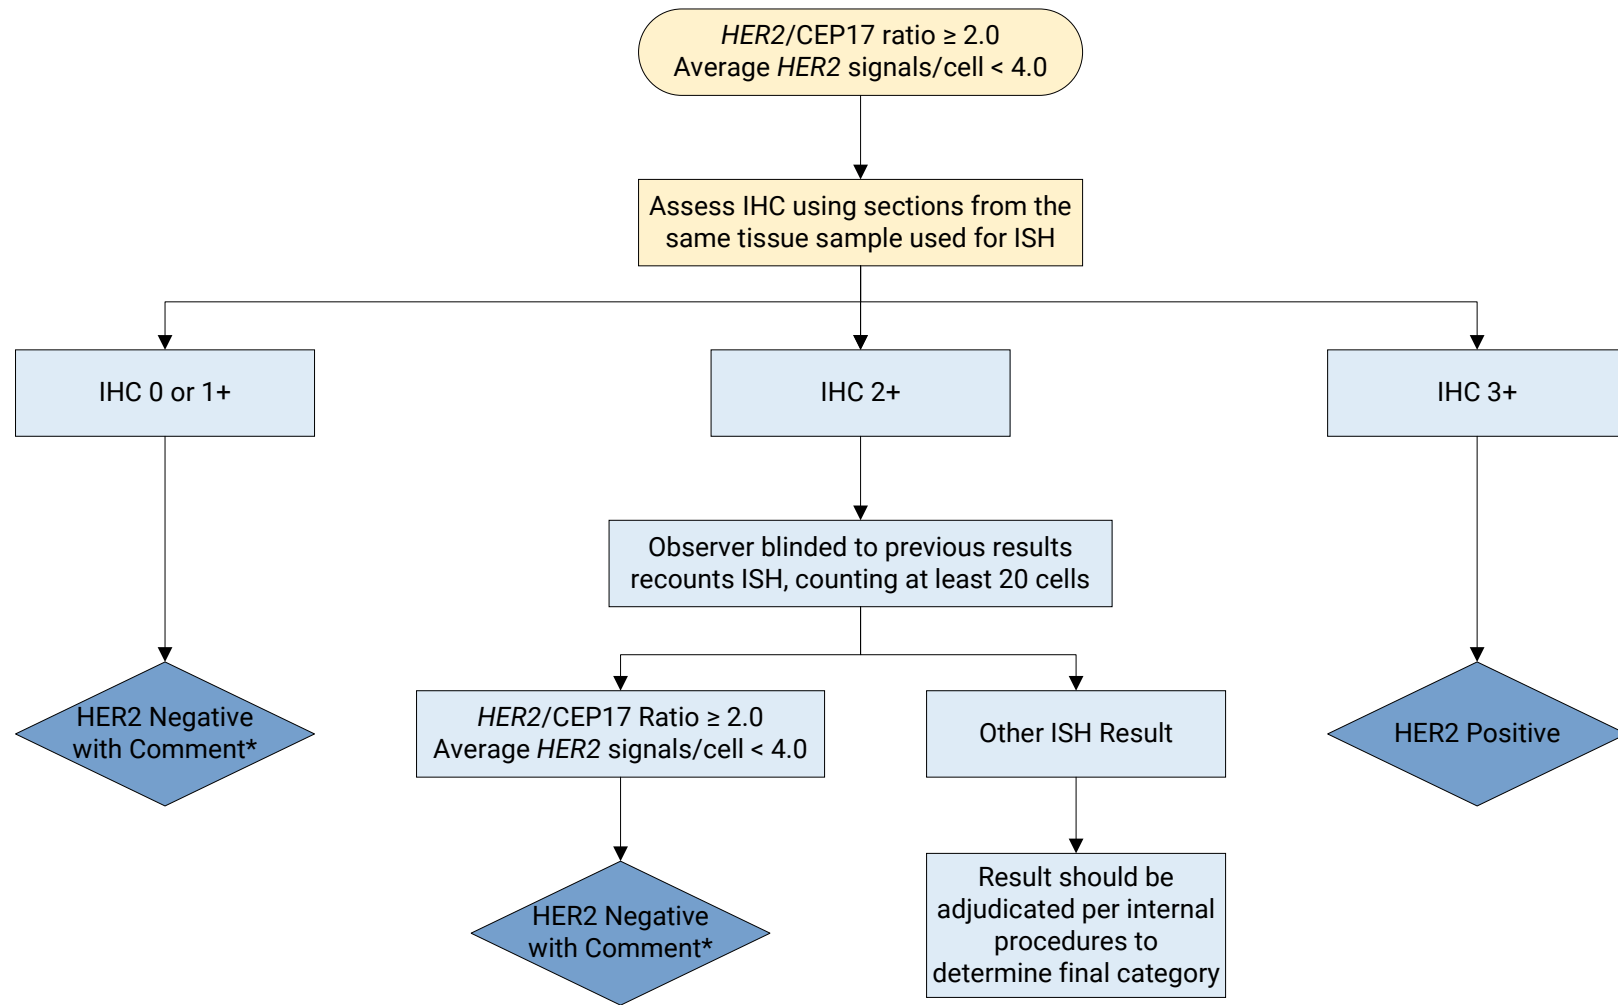 HER2/CEP17 ratio ≥ 2.0
Average HER2 signals/cell < 4.0
Assess IHC using sections from the
same tissue sample used for ISH
IHC 0 or 1+
IHC 2+
IHC 3+
Observer blinded to previous results
recounts ISH, counting at least 20 cells
HER2 Negative
with Comment*
HER2/CEP17 Ratio ≥ 2.0
Average HER2 signals/cell < 4.0
Other ISH Result
HER2 Positive
HER2 Negative
with Comment*
Result should be
adjudicated per internal
procedures to
determine final category